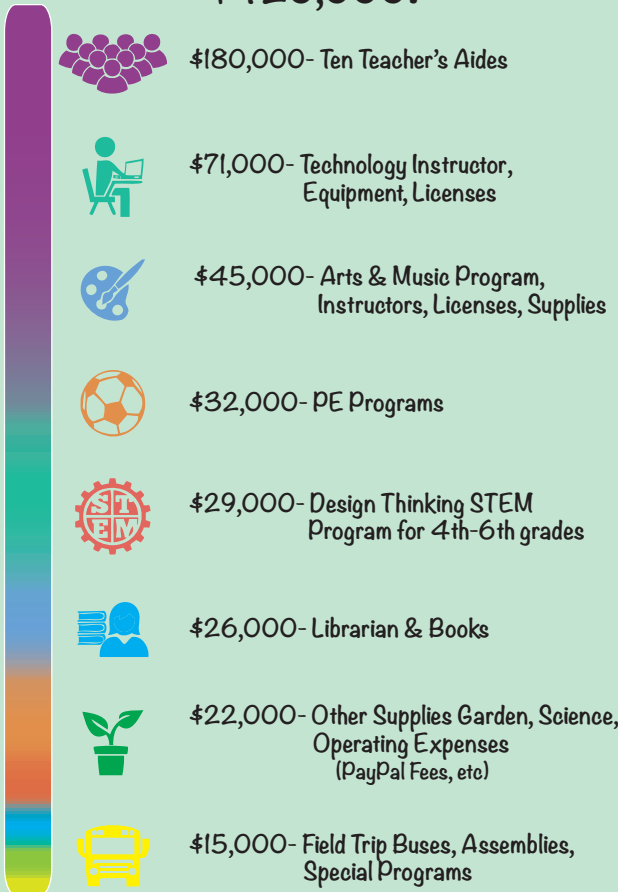 $180,000- Ten Teacher's Aides
$71,000- Technology Instructor,
Equipment, Licenses
$45,000- Arts & Music Program,
Instructors, Licenses, Supplies
$32,000- PE Programs
ST
EM
$29,000- Design Thinking STEM
Program for 4th-6th grades
$26,000- Librarian & Books
$22,000- Other Supplies Garden, Science,
Operating Expenses
(PayPal Fees, etc)
$15,000- Field Trip Buses, Assemblies,
Special Programs